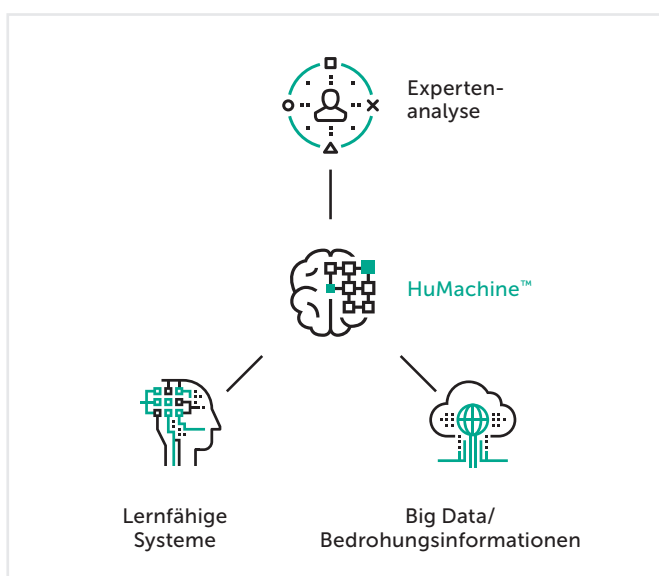 Experten-
analyse
HuMachine™
Lernfähige
Systeme
Big Data/
Bedrohungsinformationen